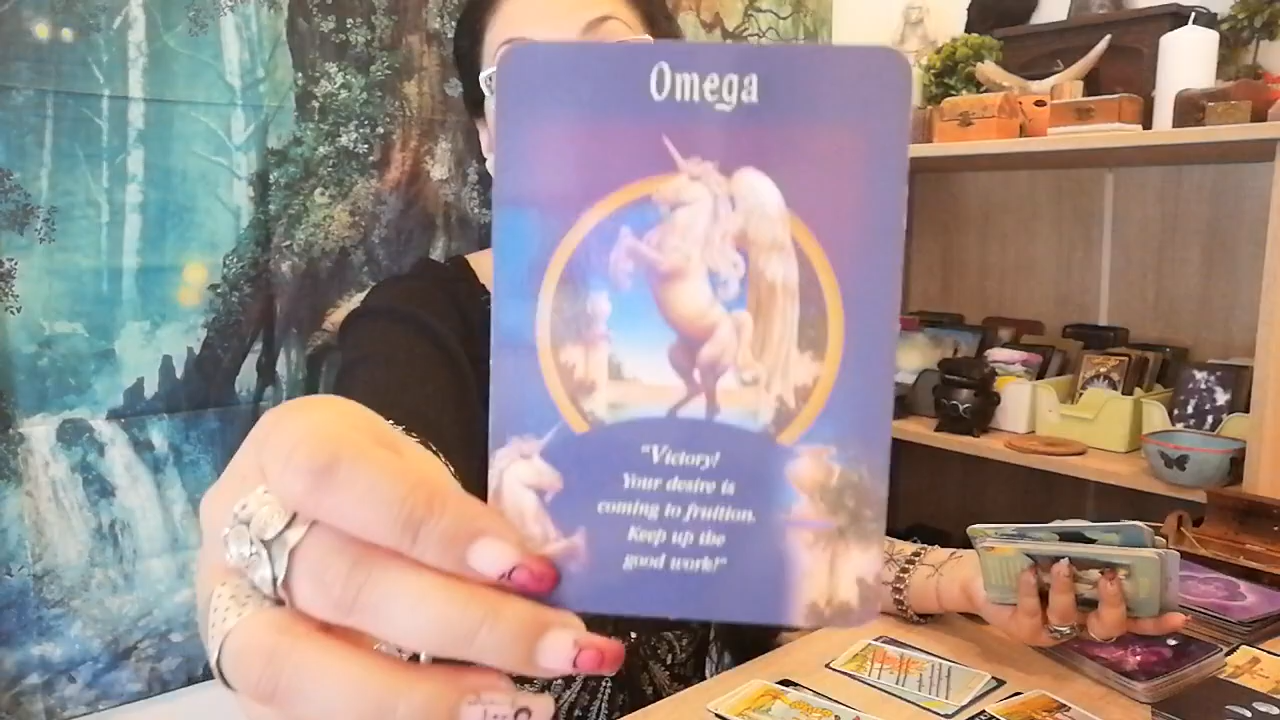 Omega
"Victory!
Your desire is
coming to fruition.
Keep up the
good work!"